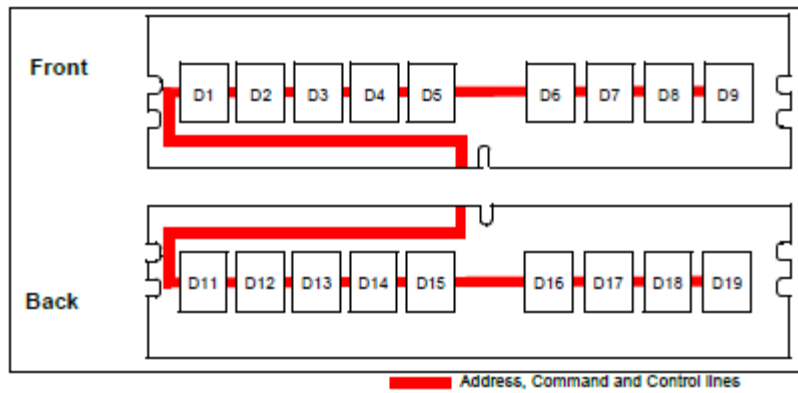 Front
D1 D2 D3 D4 D5 D6 D7 D8 D9
D11 D12 D13 D14 D15 D16 D17 D18 D19
Back
Address, Command and Control lines